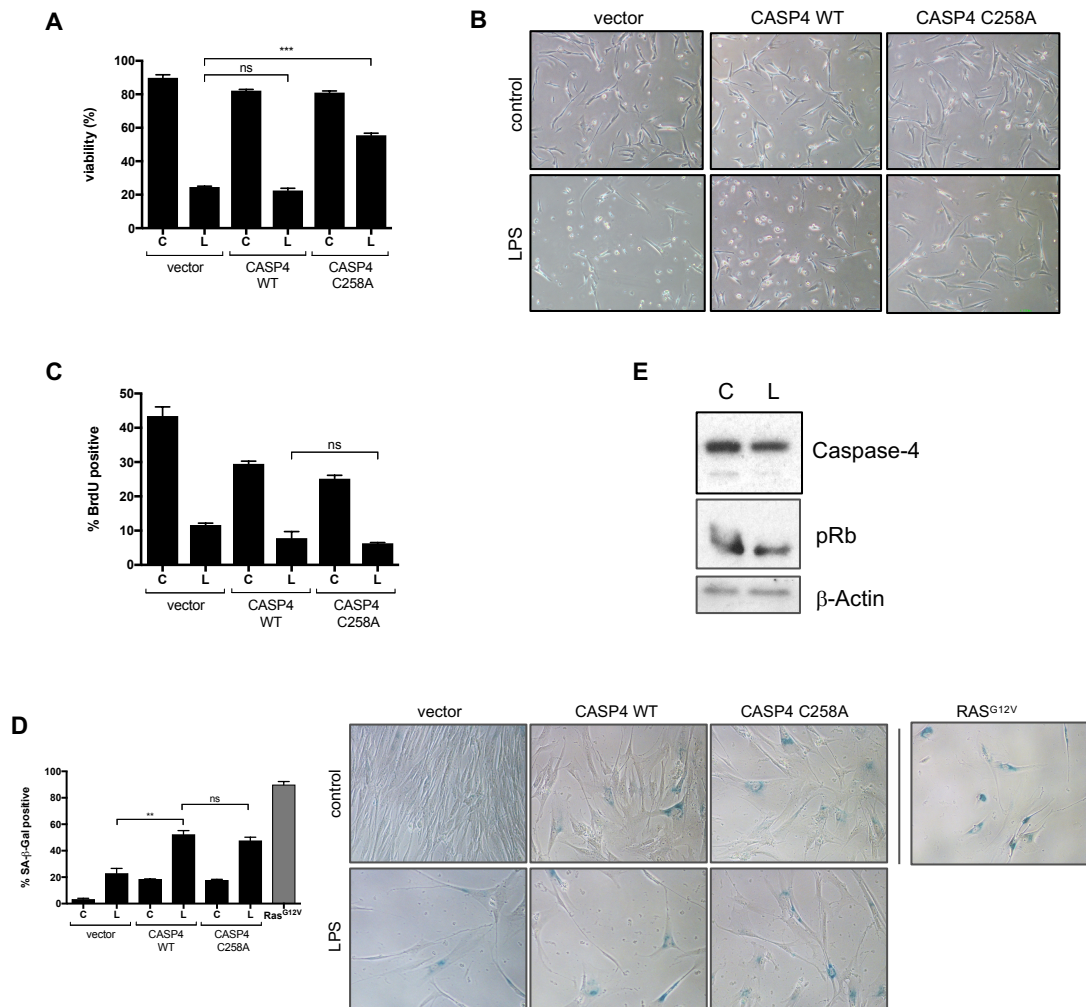 A
***
ns
100
80
60
40
20
0
viability (%)
C L C L C L
vector CASP4 WT CASP4 C258A
B
vector CASP4 WT CASP4 C258A
control
LPS
C
50
40
30
20
10
0
% BrdU positive
ns
C L C L C L
vector CASP4 WT CASP4 C258A
E
C L
Caspase-4
pRb
β-Actin
D
100
80
60
40
20
0
% SA-β-Gal positive
**
ns
C L C L C L Ras^G12V
vector CASP4 WT CASP4 C258A
vector CASP4 WT CASP4 C258A RAS^G12V
control
LPS